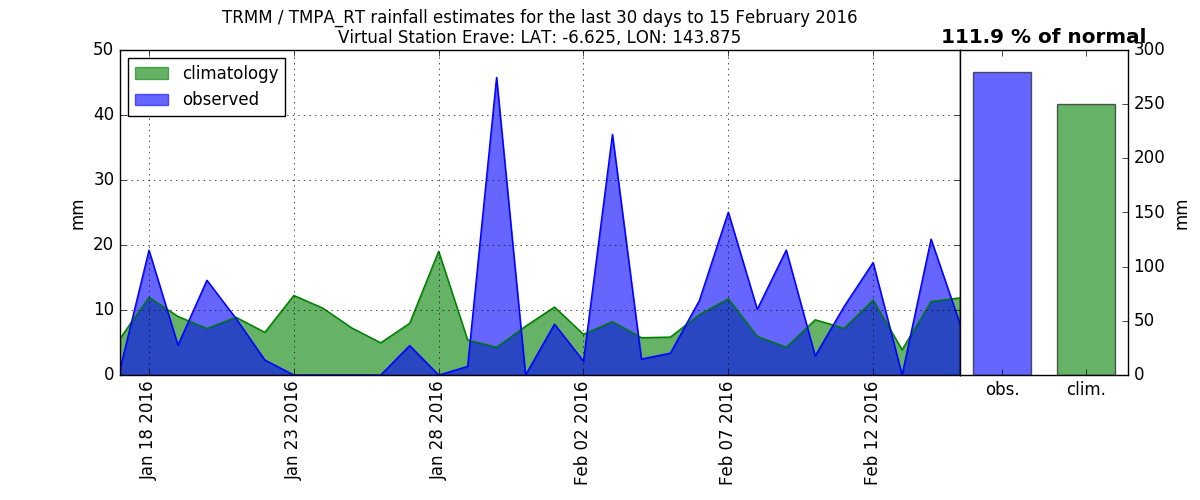 TRMM / TMPA_RT rainfall estimates for the last 30 days to 15 February 2016
Virtual Station Erave: LAT: -6.625, LON: 143.875
111.9 % of normal
climatology
observed
50
40
30
20
10
0
mm
Jan 18 2016
Jan 23 2016
Jan 28 2016
Feb 02 2016
Feb 07 2016
Feb 12 2016
obs.
clim.
300
250
200
150
100
50
0
mm